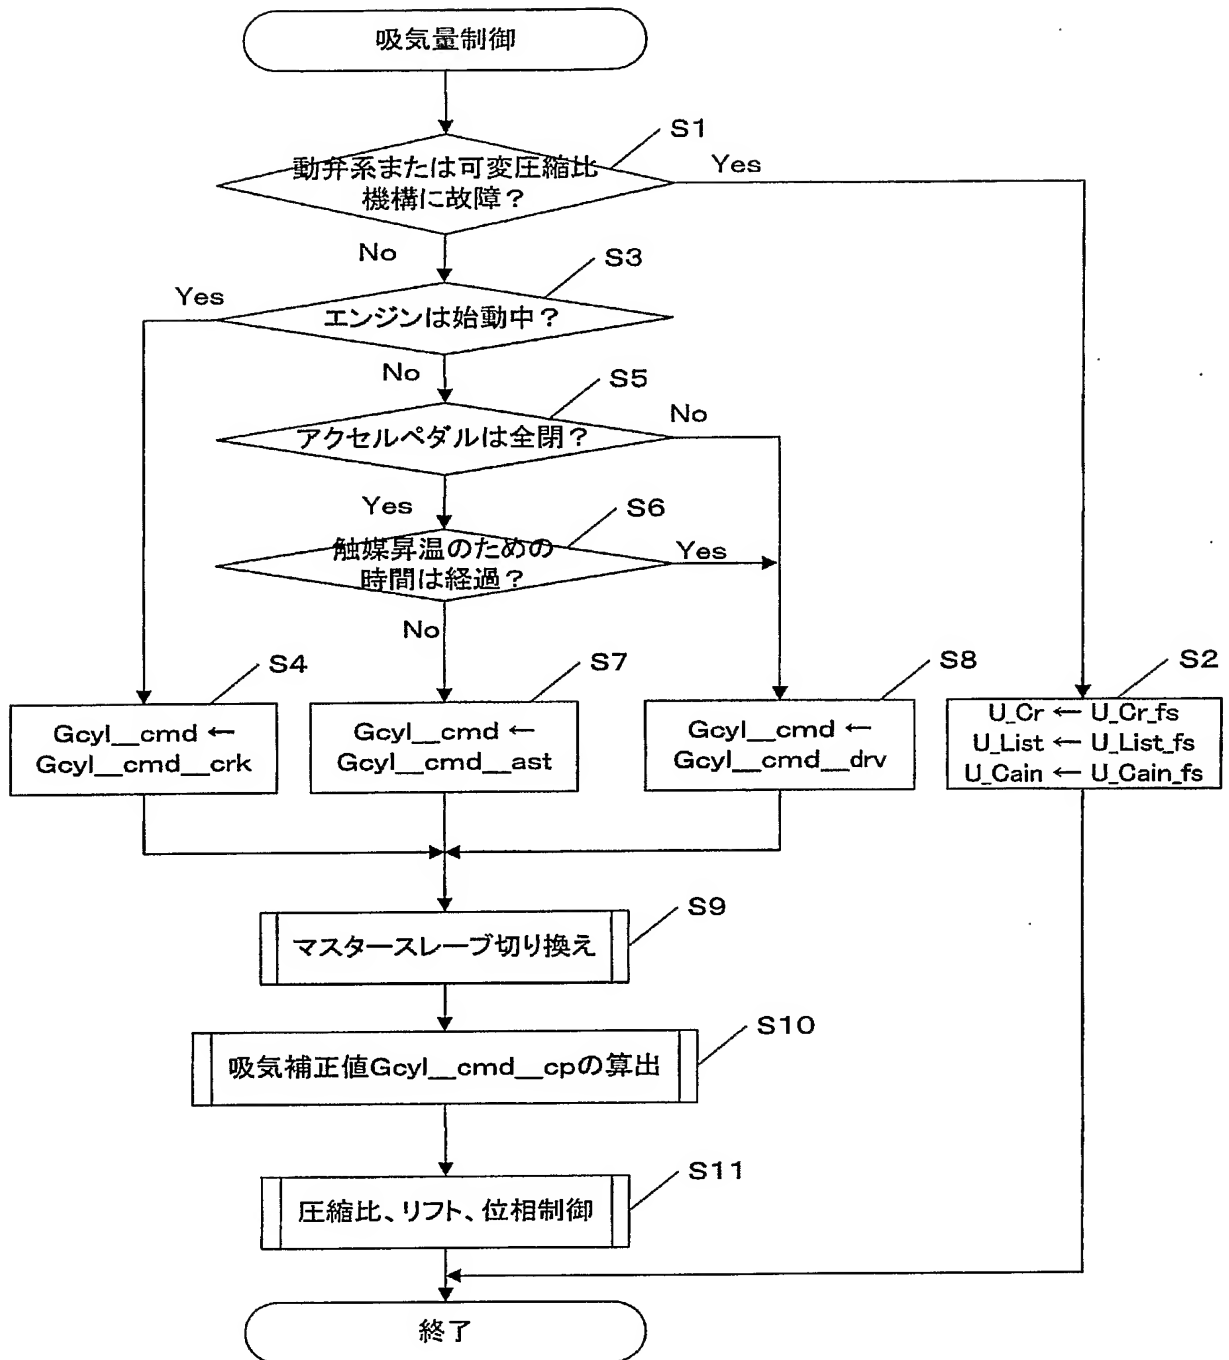 吸気量制御
S1
動弁系または可変圧縮比
機構に故障？
Yes
No
S3
Yes
エンジンは始動中？
No
S5
No
アクセルペダルは全閉？
Yes
S6
触媒昇温のための
時間は経過？
Yes
No
S4
S7
S8
S2
Gcyl__cmd ←
Gcyl__cmd__crk
Gcyl__cmd ←
Gcyl__cmd__ast
Gcyl__cmd ←
Gcyl__cmd__drv
U_Cr ← U_Cr_fs
U_List ← U_List_fs
U_Cain ← U_Cain_fs
S9
マスタースレーブ切り換え
S10
吸気補正値Gcyl__cmd__cpの算出
S11
圧縮比、リフト、位相制御
終了